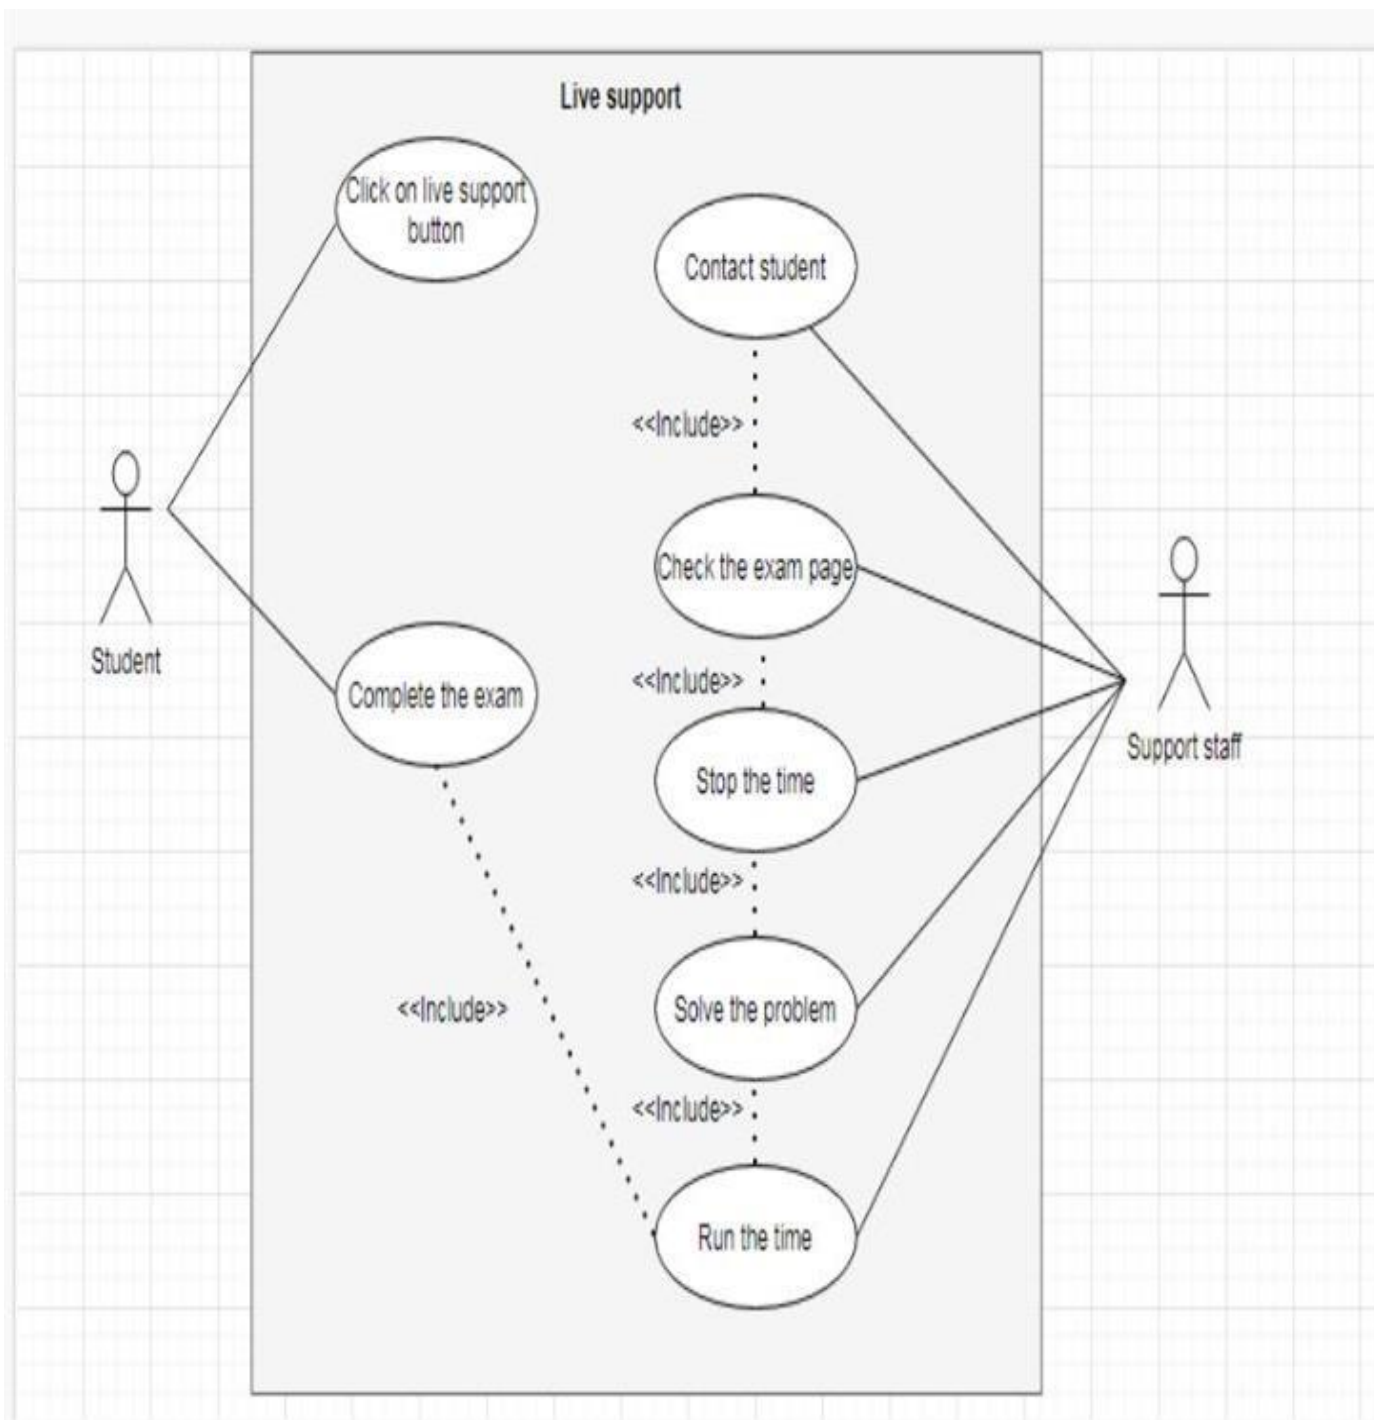 Live support
Click on live support
button
Contact student
<<Include>>
Check the exam page
Student
<<Include>>
Complete the exam
Support staff
Stop the time
<<Include>>
<<Include>>
Solve the problem
<<Include>>
Run the time